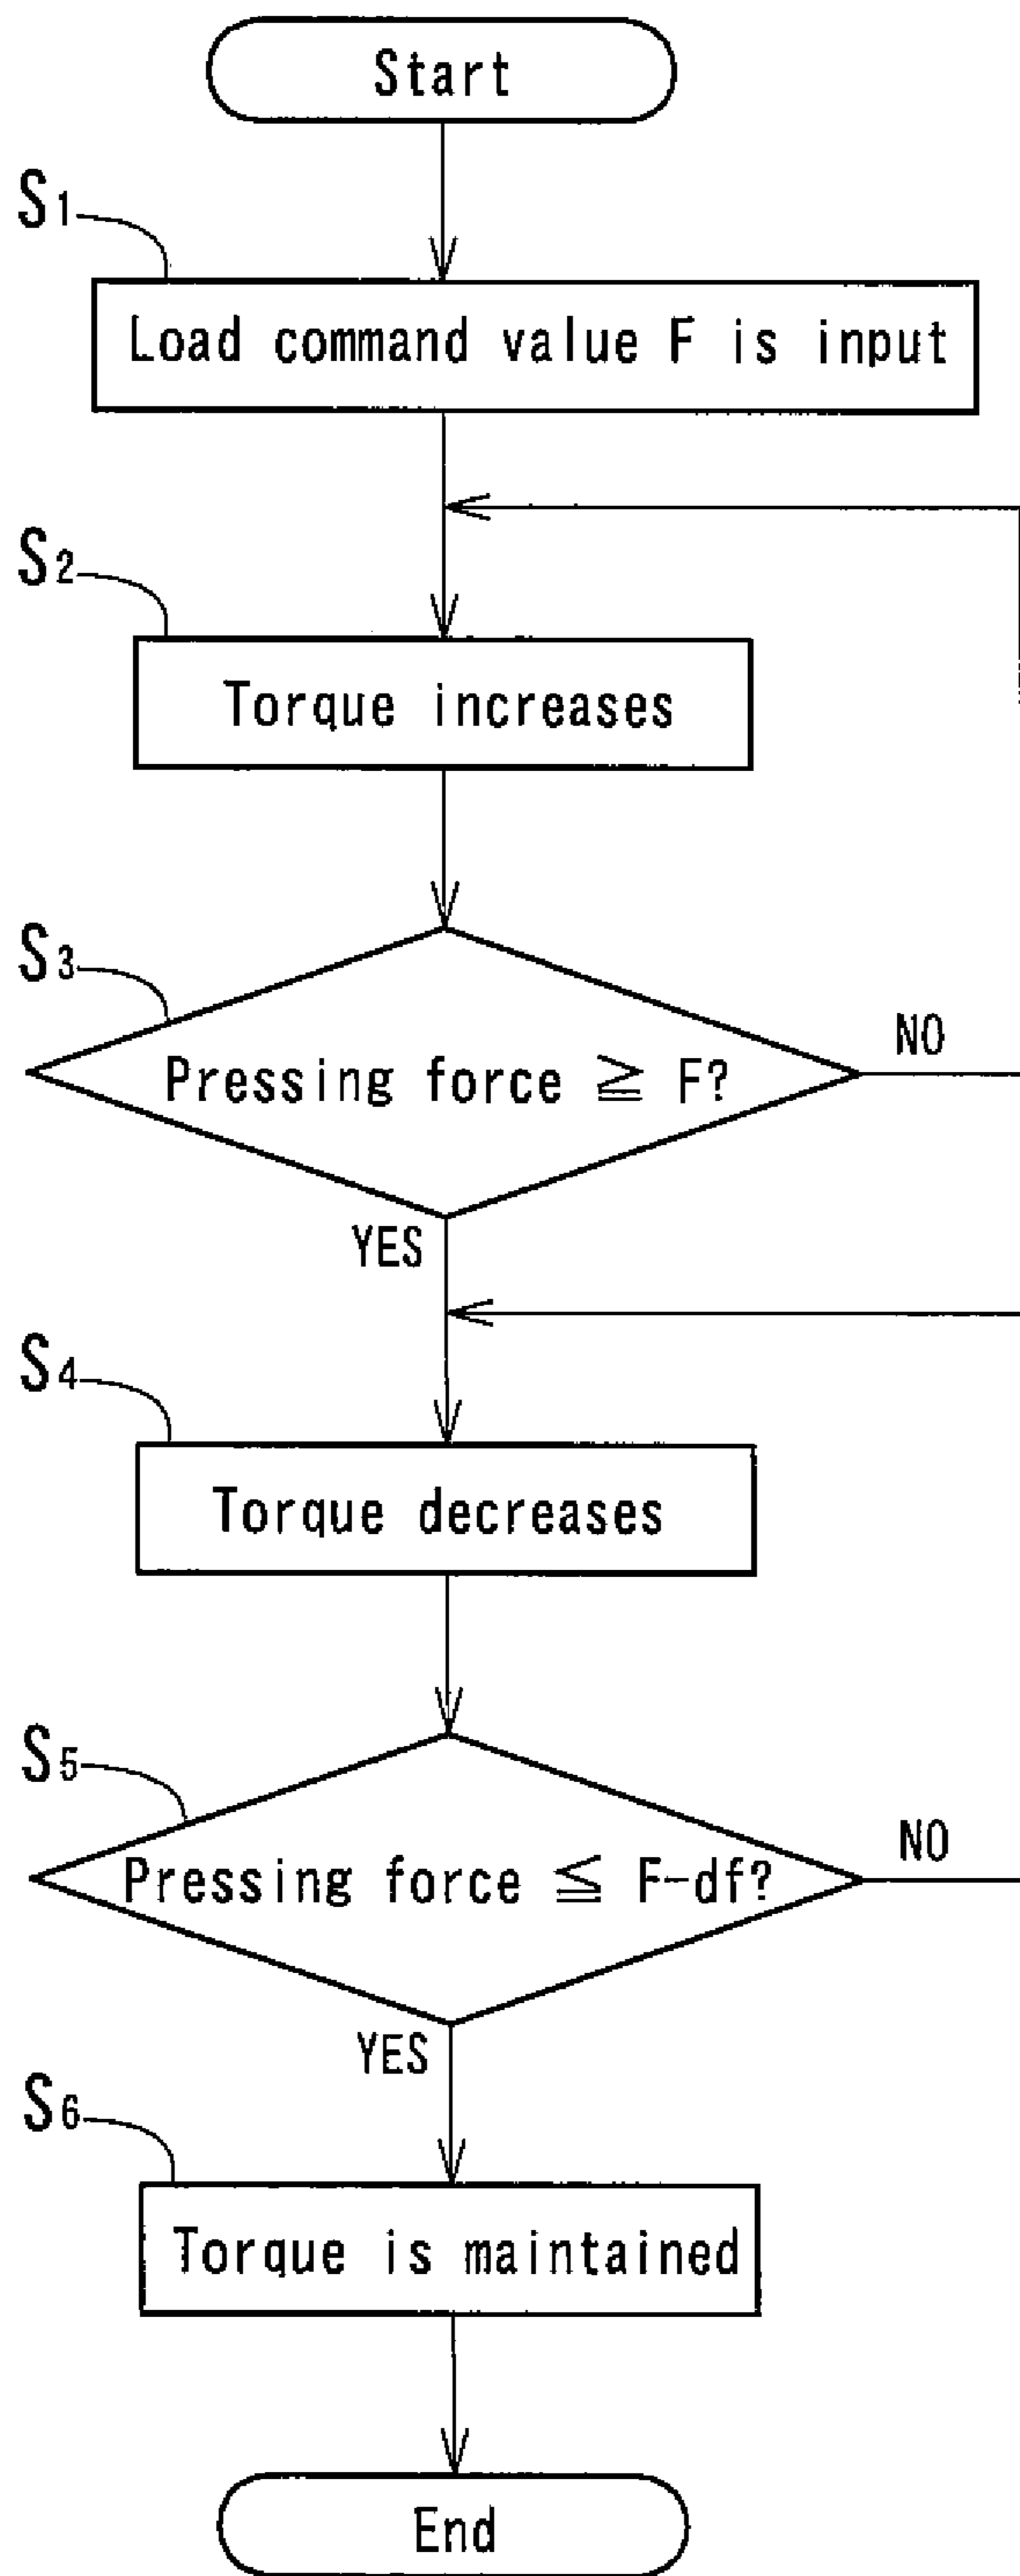 Start
S1
Load command value F is input
S2
Torque increases
S3
Pressing force ≧ F?
NO
YES
S4
Torque decreases
S5
Pressing force ≦ F-df?
NO
YES
S6
Torque is maintained
End